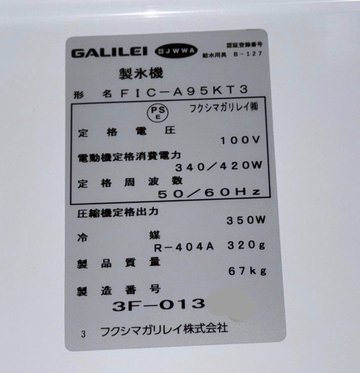 GALILEI JWWA 認証登録番号
給水用具 B-127
製氷機
形 名 FIC-A95KT3
PS E フクシマガリレイ㈱
定格電圧
100V
電動機定格消費電力
340/420W
定格周波数
50/60Hz
圧縮機定格出力
350W
冷媒
R-404A 320g
製品質量
67kg
製造番号
3F-013
3 フクシマガリレイ株式会社